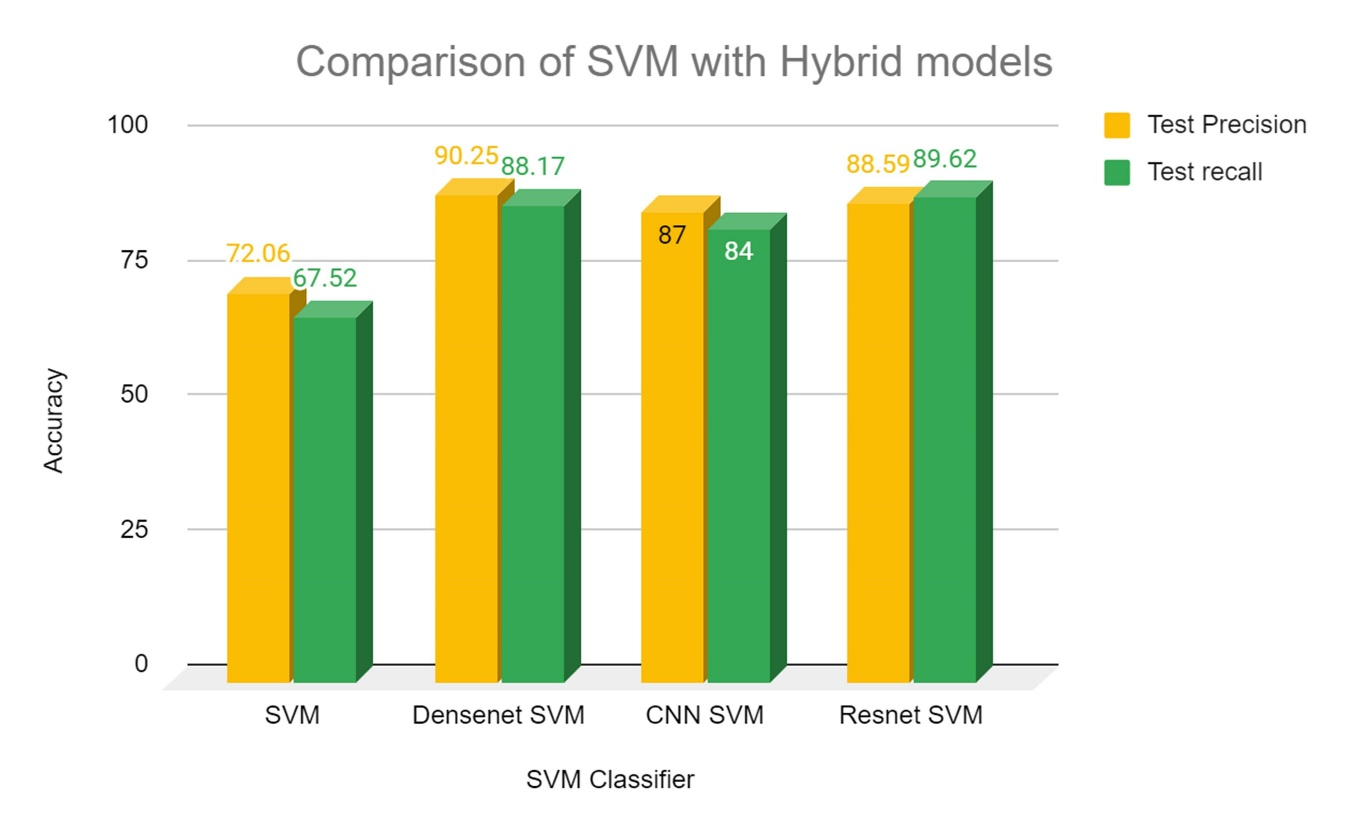 Comparison of SVM with Hybrid models
Test Precision
Test recall
100
75
50
25
0
Accuracy
72.06
67.52
90.25
88.17
87
84
88.59
89.62
SVM
Densenet SVM
CNN SVM
Resnet SVM
SVM Classifier